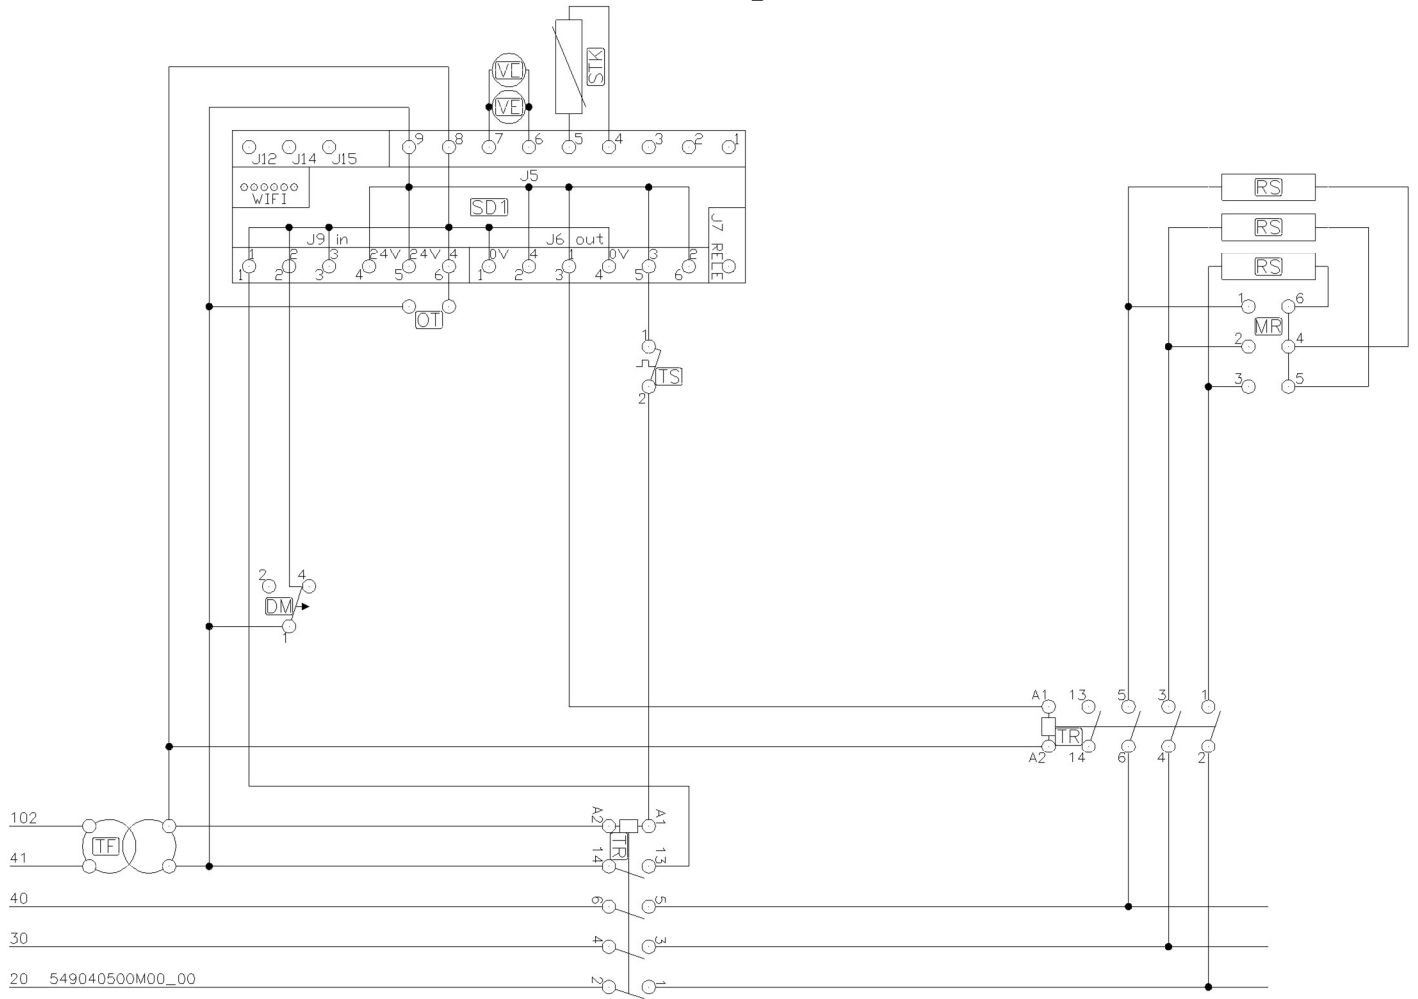 VE
VE
STK
9 8 7 6 5 4 3 2 1
J12 J14 J15
J5
WIFI
SD1
RS
RS
RS
J9 in
J6 out
J7 RELE
1 2 3 24V 24V 4 0V 4 1 0V 3 2
1 2 3 4 5 6 1 2 3 4 5 6
OT
1 6
MR
2 4
3 5
1
TS
2
2 4
DM
1
A1 13 5 3 1
TR
A2 14 6 4 2
102
A2 A1
TF
TR
41
14 13
40
6 5
30
4 3
20 549040500M00_00
2 1